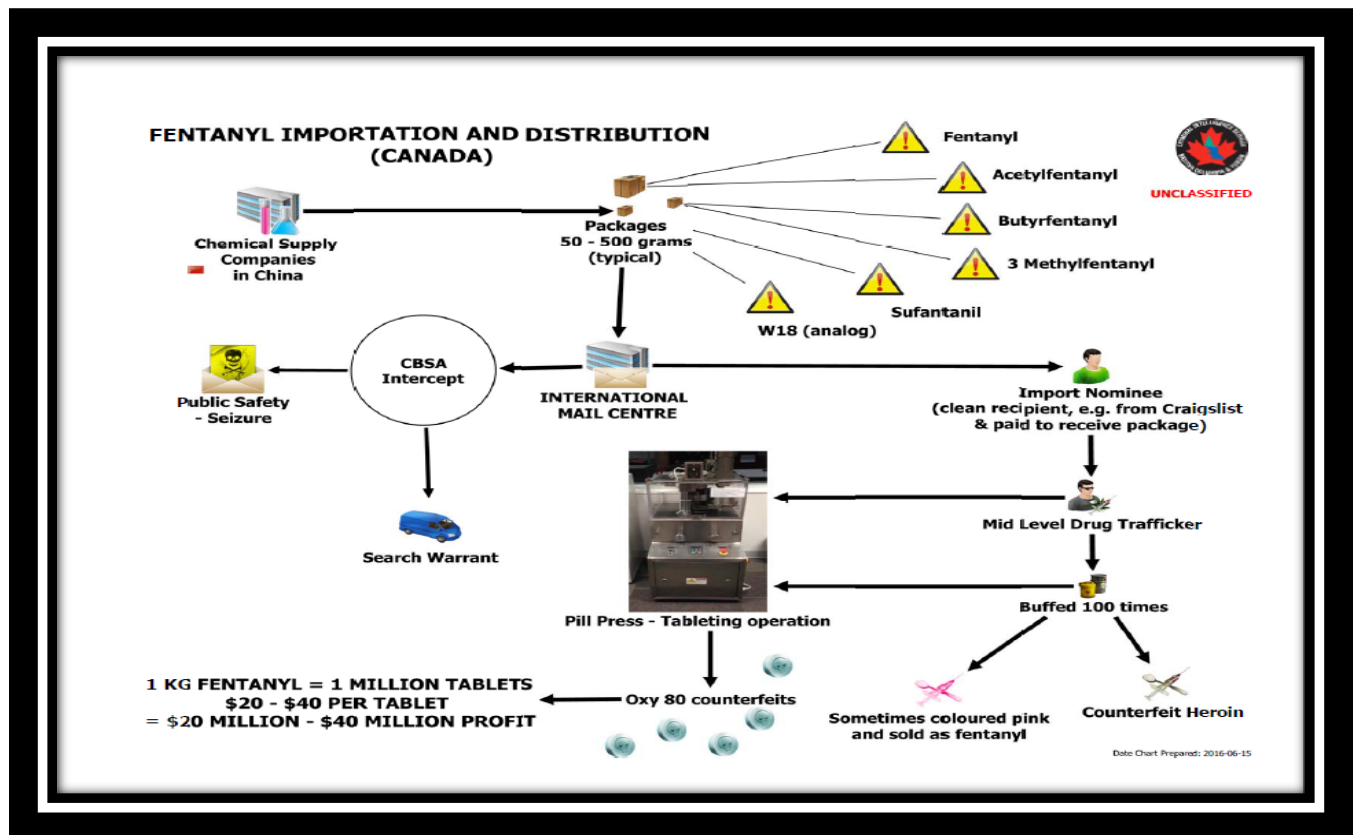 FENTANYL IMPORTATION AND DISTRIBUTION
(CANADA)
Fentanyl
Acetylfentanyl
UNCLASSIFIED
Butyrfentanyl
3 Methylfentanyl
Sufantanil
W18 (analog)
Chemical Supply
Companies
in China
Packages
50 - 500 grams
(typical)
CBSA
Intercept
Public Safety
- Seizure
INTERNATIONAL
MAIL CENTRE
Import Nominee
(clean recipient, e.g. from Craigslist
& paid to receive package)
Search Warrant
Mid Level Drug Trafficker
Buffed 100 times
Pill Press - Tableting operation
1 KG FENTANYL = 1 MILLION TABLETS
$20 - $40 PER TABLET
= $20 MILLION - $40 MILLION PROFIT
Oxy 80 counterfeits
Sometimes coloured pink
and sold as fentanyl
Counterfeit Heroin
Date Chart Prepared: 2016-06-15